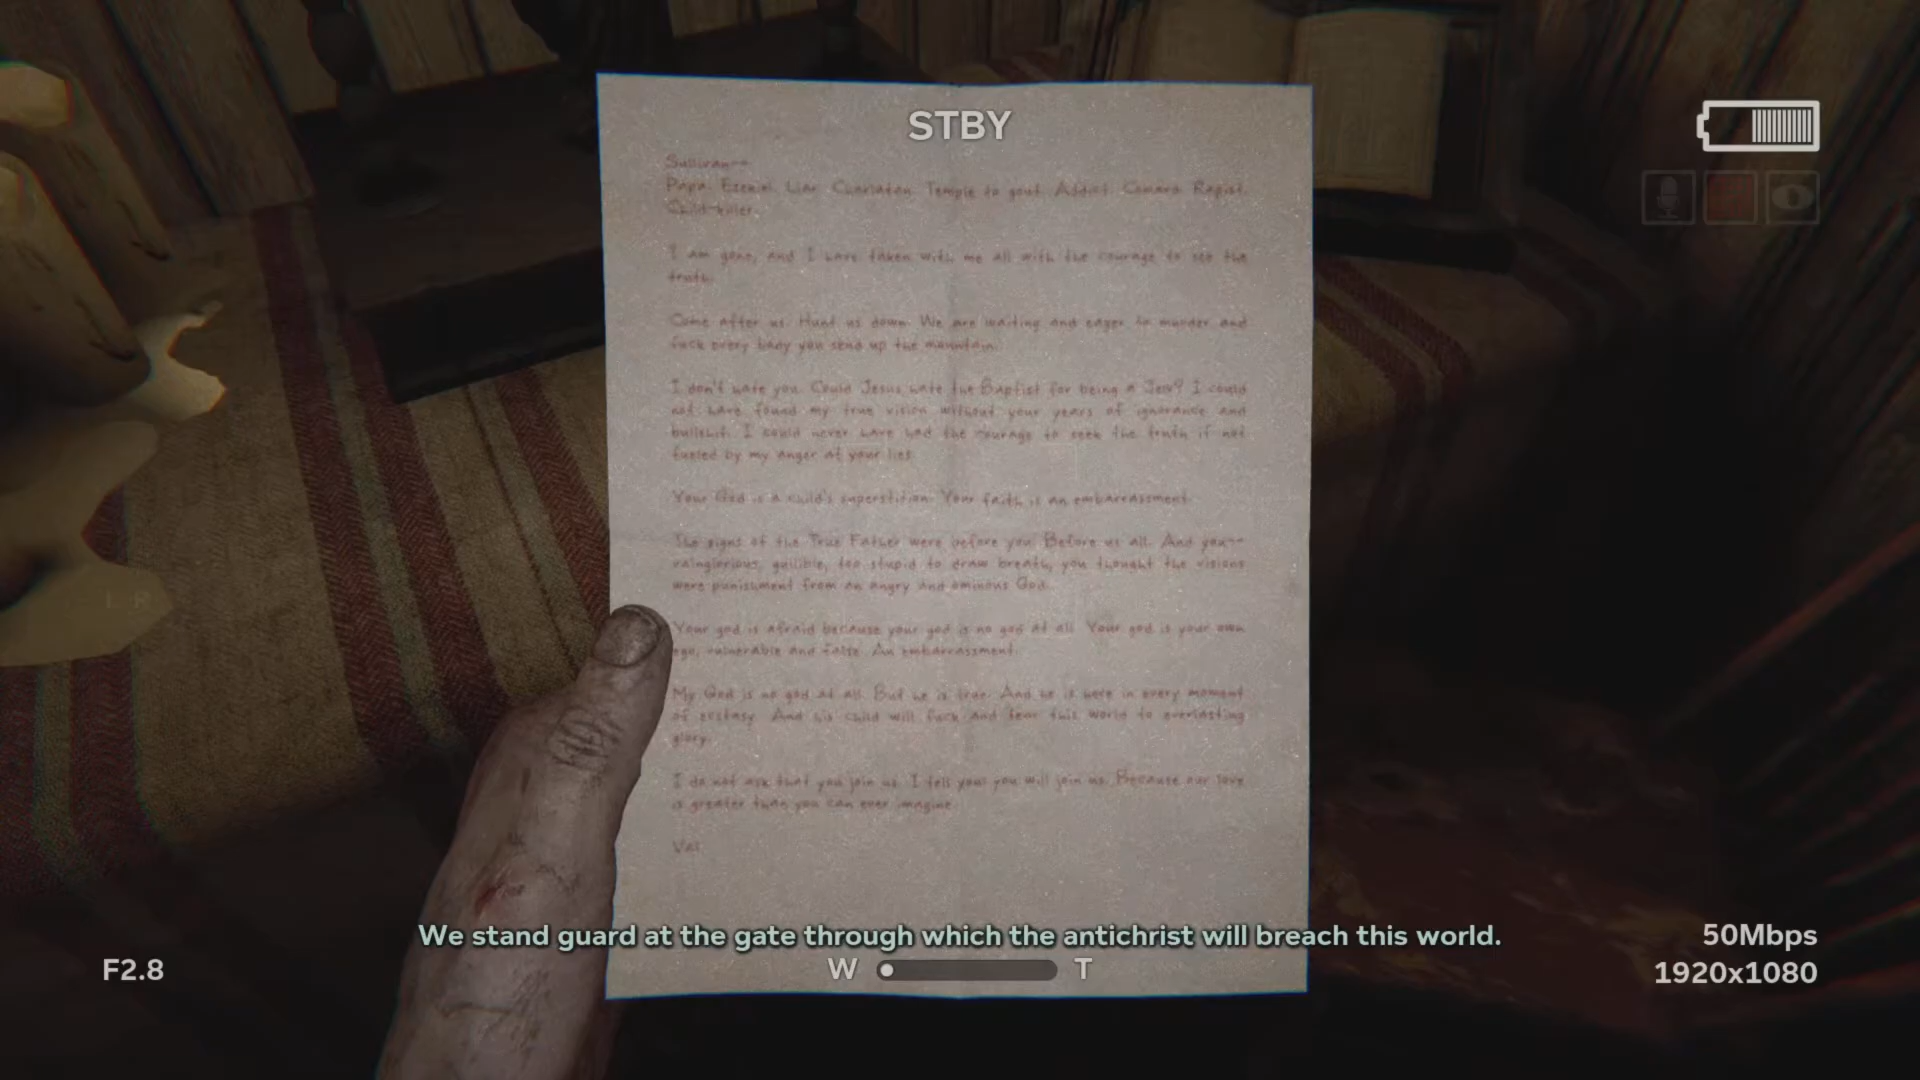 STBY
Sullivan--
Papa. Ezekiel. Liar. Charlatan. Temple to gout. Addict. Coward. Rapist.
Child-killer.
I am gone, and I have taken with me all with the courage to see the
truth.
Come after us. Hunt us down. We are waiting and eager to murder and
fuck every body you send up the mountain.
I don't hate you. Could Jesus hate the Baptist for being a Jew? I could
not have found my true vision without your years of ignorance and
bullshit. I could never have had the courage to seek the truth if not
fueled by my anger at your lies.
Your God is a child's superstition. Your faith is an embarrassment.
The signs of the True Father were before you. Before us all. And you--
vainglorious, gullible, too stupid to draw breath, you thought the visions
were punishment from an angry and ominous God.
Your god is afraid because your god is no god at all. Your god is your own
ego, vulnerable and false. An embarrassment.
My God is no god at all. But he is true. And he is here in every moment
of ecstasy. And his child will fuck and tear this world to everlasting
glory.
I do not ask that you join us. I tell you: you will join us. Because our love
is greater than you can ever imagine.
Val
L R
We stand guard at the gate through which the antichrist will breach this world.
F2.8
W T
50Mbps
1920x1080